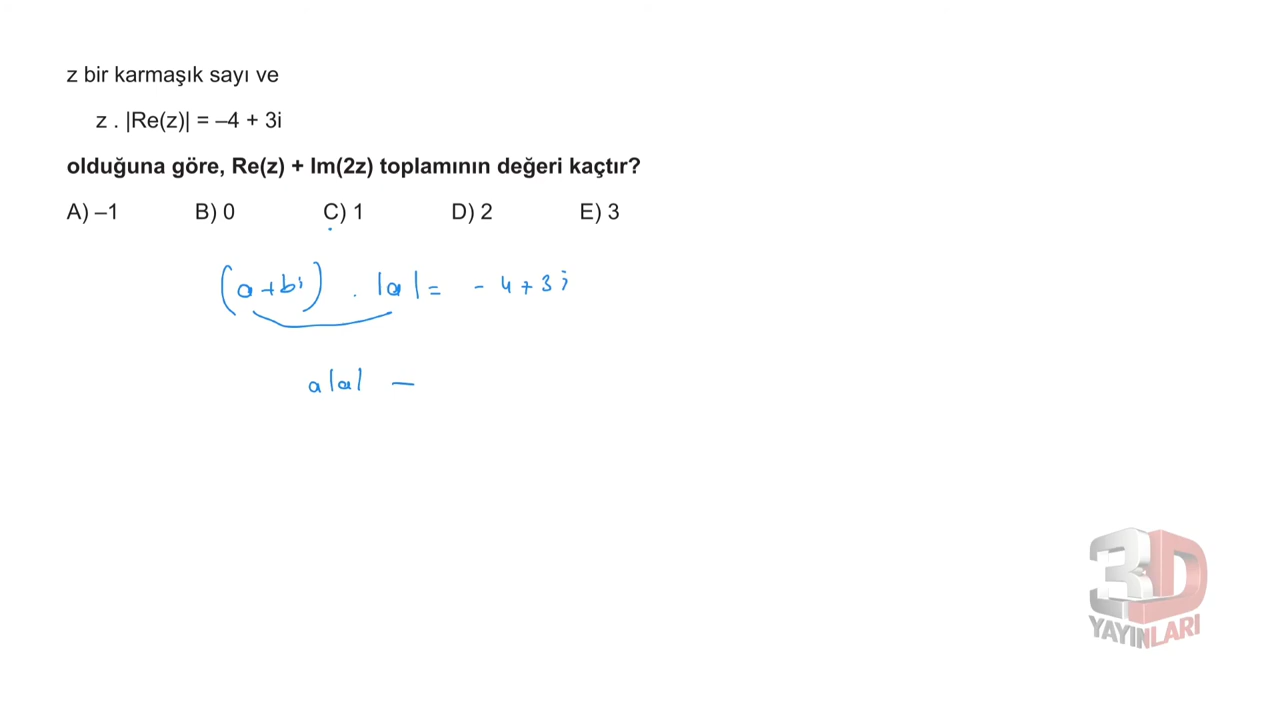 z bir karmaşık sayı ve
z . |Re(z)| = –4 + 3i
olduğuna göre, Re(z) + Im(2z) toplamının değeri kaçtır?
A) –1 B) 0 C) 1 D) 2 E) 3
(a+bi) . |a| = - 4 + 3i
a|a| –
3D
YAYINLARI